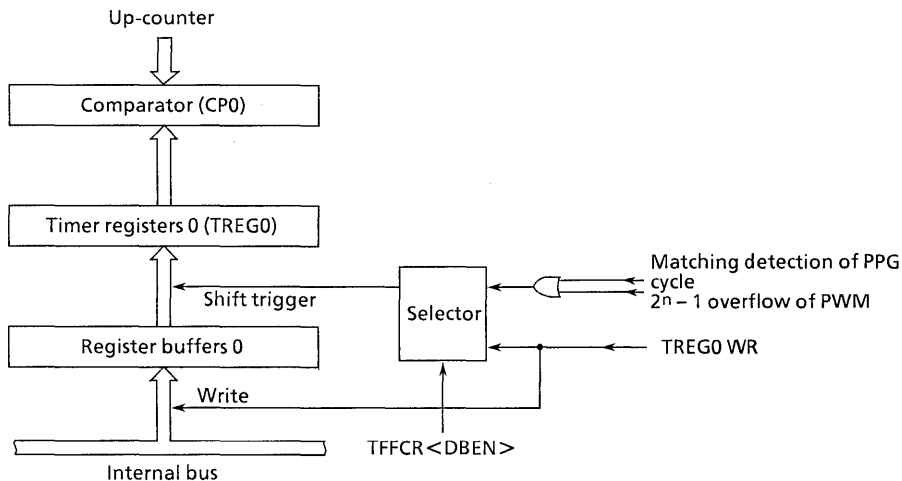 Up-counter
Comparator (CP0)
Timer registers 0 (TREG0)
Matching detection of PPG
cycle
2ⁿ – 1 overflow of PWM
Shift trigger
Selector
Register buffers 0
TREG0 WR
Write
TFFCR<DBEN>
Internal bus